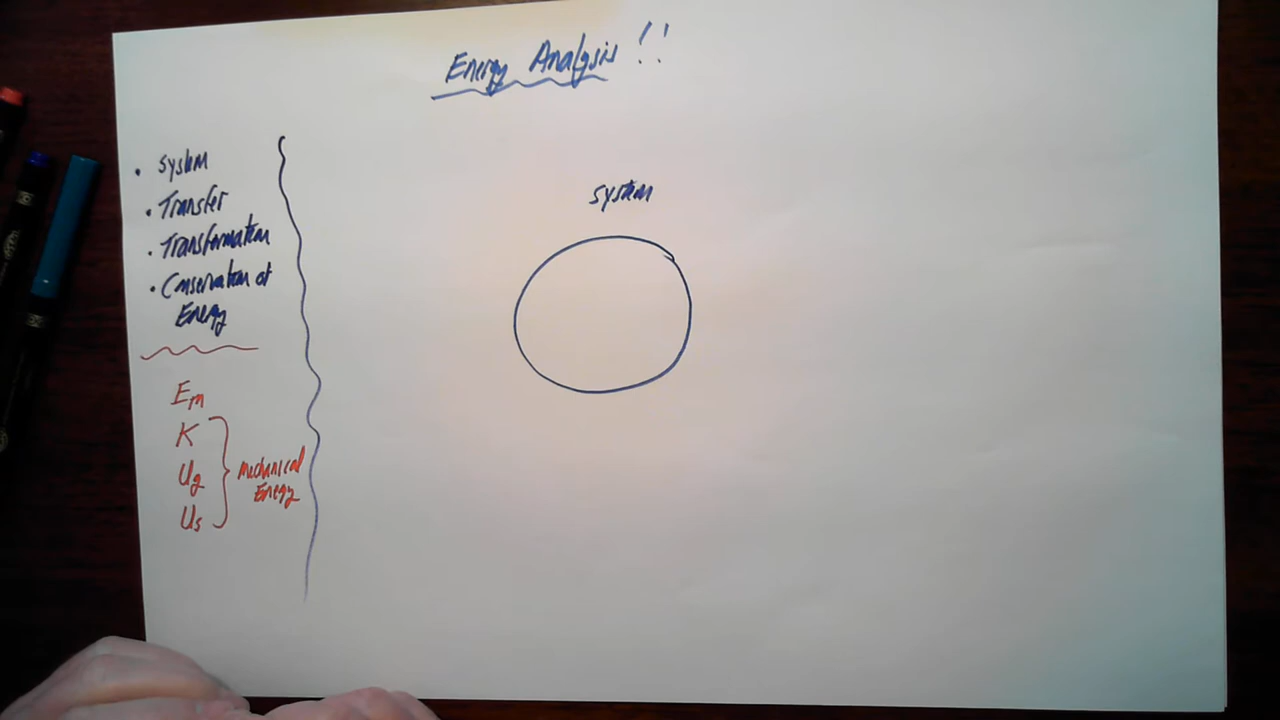 Energy Analysis !!
• System
• Transfer
• Transformation
• Conservation of
Energy
Em
K
Ug
Us
Mechanical
Energy
system